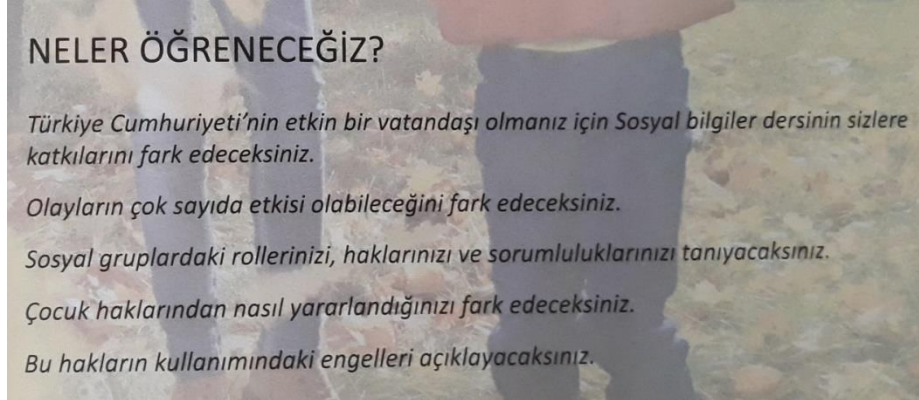 NELER ÖĞRENECEĞİZ?
Türkiye Cumhuriyeti'nin etkin bir vatandaşı olmanız için Sosyal bilgiler dersinin sizlere
katkılarını fark edeceksiniz.
Olayların çok sayıda etkisi olabileceğini fark edeceksiniz.
Sosyal gruplardaki rollerinizi, haklarınızı ve sorumluluklarınızı tanıyacaksınız.
Çocuk haklarından nasıl yararlandığınızı fark edeceksiniz.
Bu hakların kullanımındaki engelleri açıklayacaksınız.